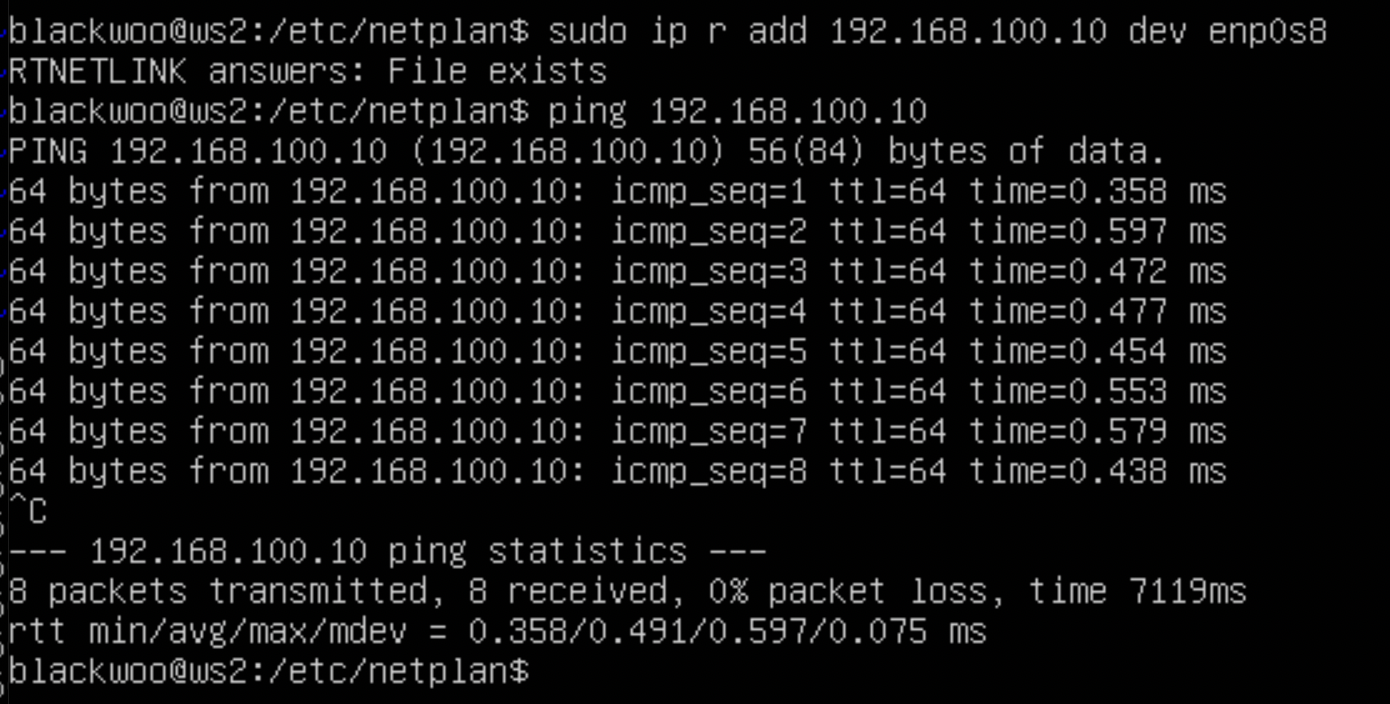 blackwoo@ws2:/etc/netplan$ sudo ip r add 192.168.100.10 dev enp0s8
RTNETLINK answers: File exists
blackwoo@ws2:/etc/netplan$ ping 192.168.100.10
PING 192.168.100.10 (192.168.100.10) 56(84) bytes of data.
64 bytes from 192.168.100.10: icmp_seq=1 ttl=64 time=0.358 ms
64 bytes from 192.168.100.10: icmp_seq=2 ttl=64 time=0.597 ms
64 bytes from 192.168.100.10: icmp_seq=3 ttl=64 time=0.472 ms
64 bytes from 192.168.100.10: icmp_seq=4 ttl=64 time=0.477 ms
64 bytes from 192.168.100.10: icmp_seq=5 ttl=64 time=0.454 ms
64 bytes from 192.168.100.10: icmp_seq=6 ttl=64 time=0.553 ms
64 bytes from 192.168.100.10: icmp_seq=7 ttl=64 time=0.579 ms
64 bytes from 192.168.100.10: icmp_seq=8 ttl=64 time=0.438 ms
^C
--- 192.168.100.10 ping statistics ---
8 packets transmitted, 8 received, 0% packet loss, time 7119ms
rtt min/avg/max/mdev = 0.358/0.491/0.597/0.075 ms
blackwoo@ws2:/etc/netplan$